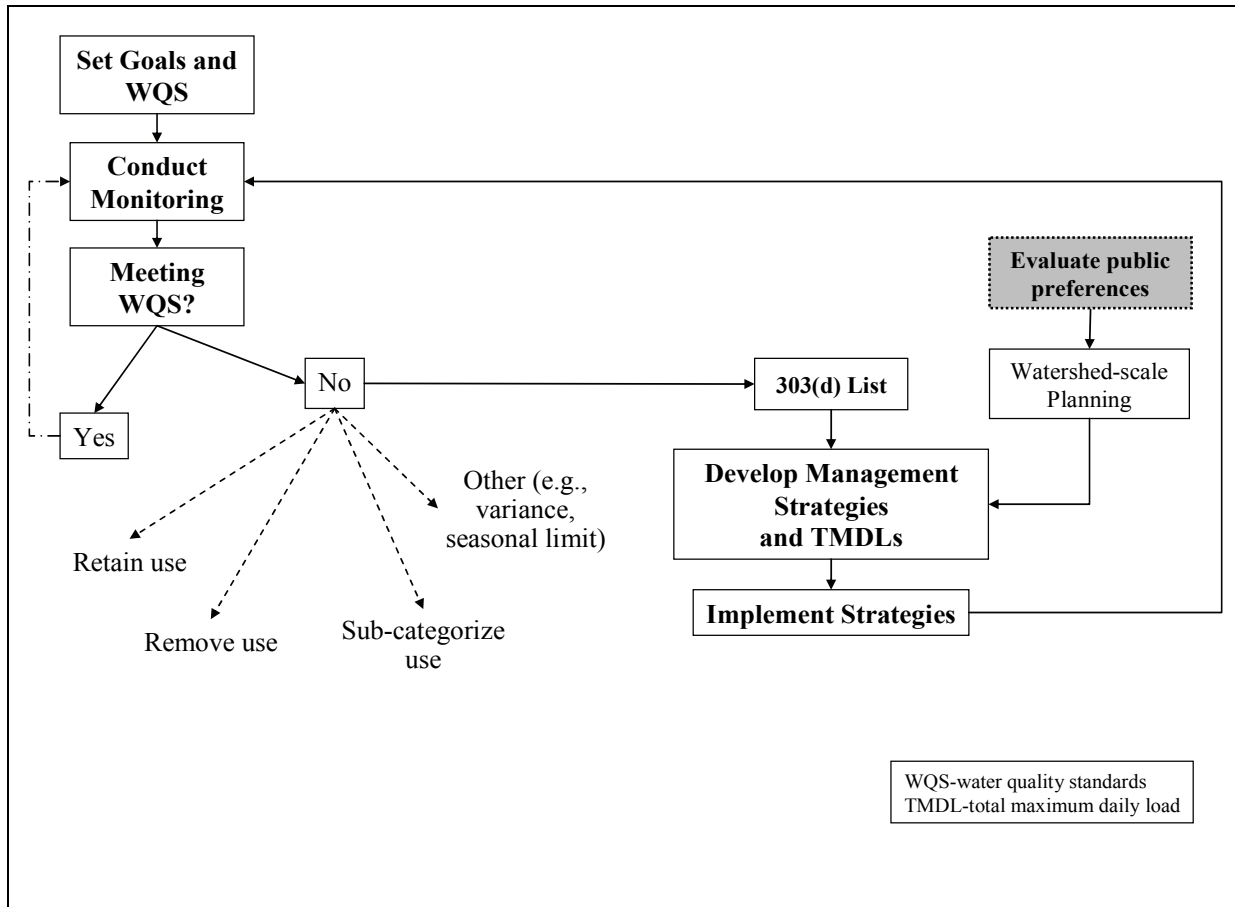 Set Goals and
WQS
Conduct
Monitoring
Meeting
WQS?
Yes
No
Retain use
Remove use
Sub-categorize
use
Other (e.g.,
variance,
seasonal limit)
303(d) List
Evaluate public
preferences
Watershed-scale
Planning
Develop Management
Strategies
and TMDLs
Implement Strategies
WQS-water quality standards
TMDL-total maximum daily load